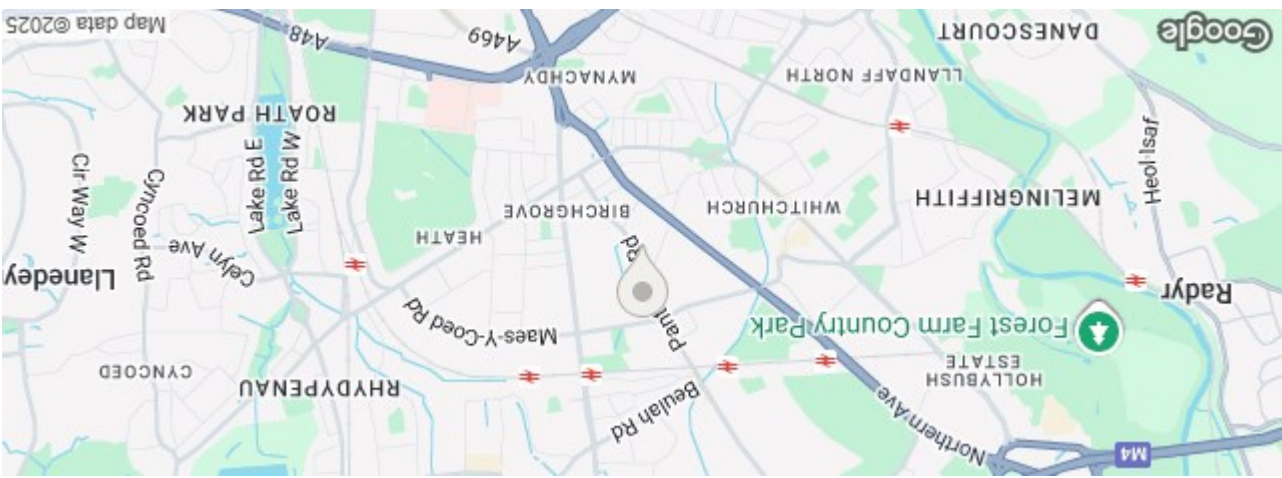 M4
Northern Ave
HOLLYBUSH
ESTATE
Beulah Rd
RHYDYPENAU
CYNCOED
Forest Farm Country Park
Radyr
Pant
Rd
Maes-Y-Coed Rd
Llanedey
Celyn Ave
HEATH
Cyncoed Rd
Cir Way W
Heol Isaf
MELINGRIFFITH
WHITCHURCH
BIRCHGROVE
Lake Rd W
Lake Rd E
ROATH PARK
LLANDAFF NORTH
MYNACHDY
DANESCOURT
A469
A48
Google
Map data ©2025